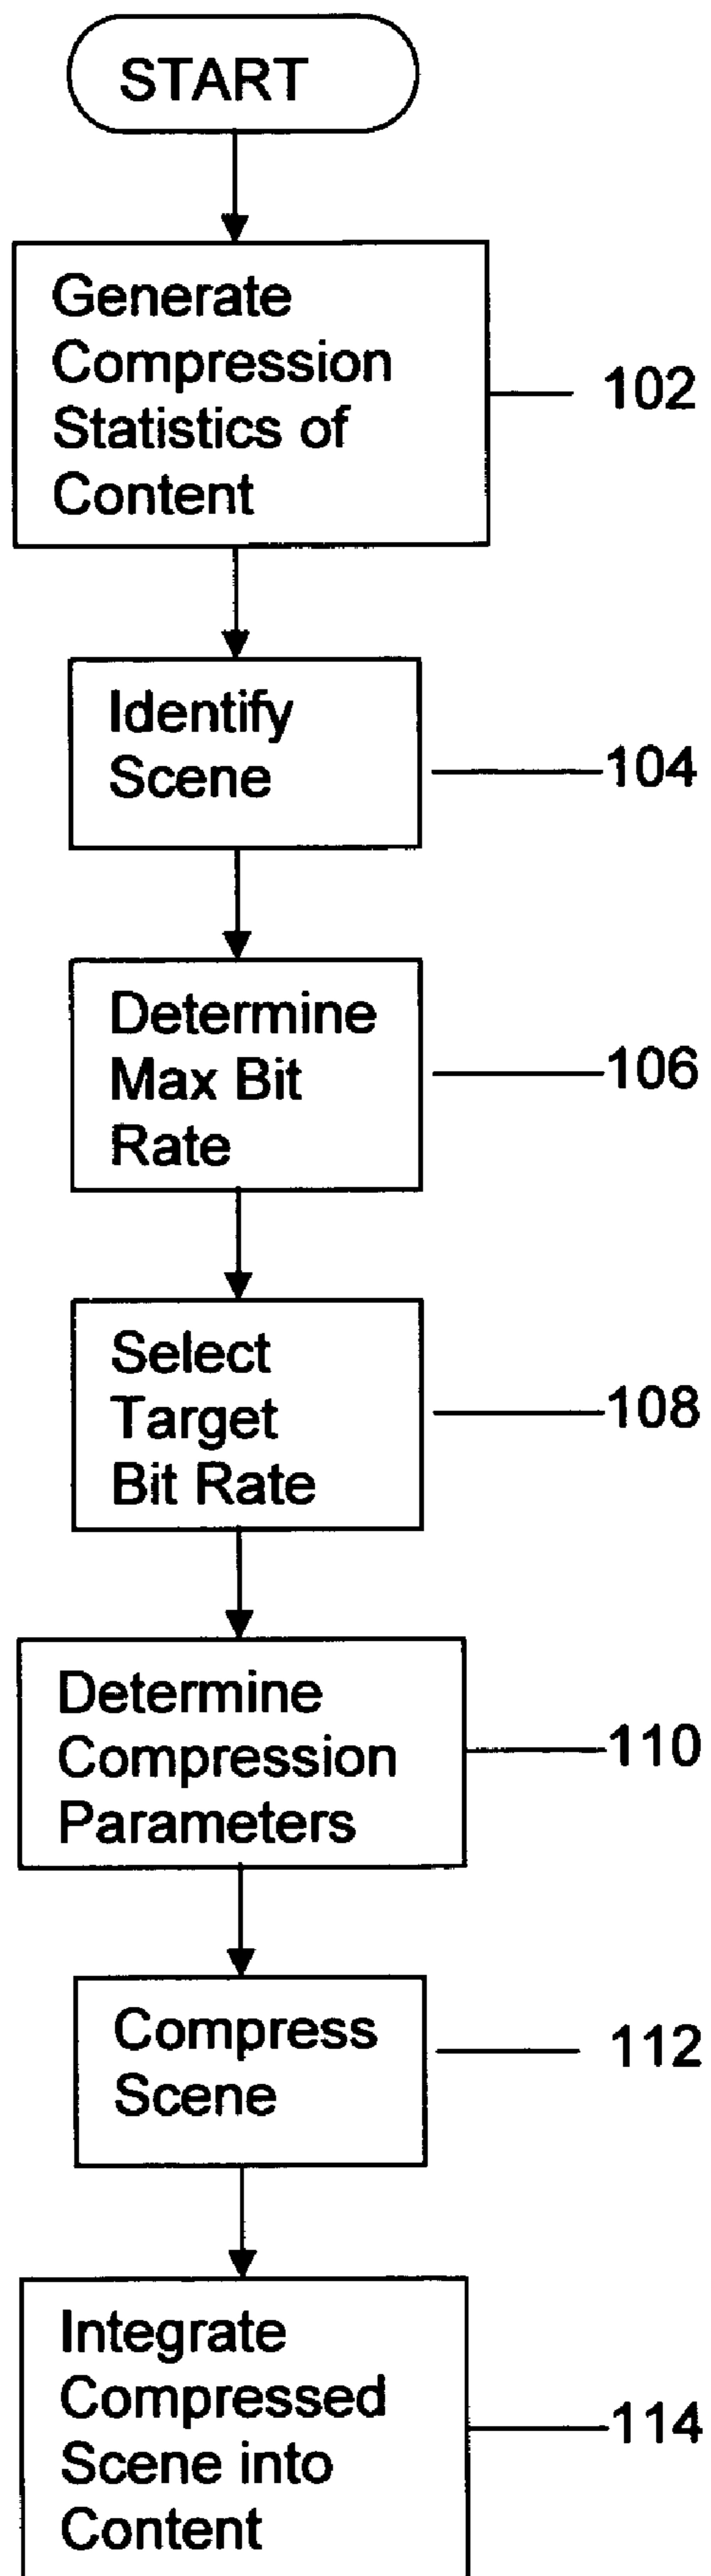 START
Generate
Compression
Statistics of
Content
102
Identify
Scene
104
Determine
Max Bit
Rate
106
Select
Target
Bit Rate
108
Determine
Compression
Parameters
110
Compress
Scene
112
Integrate
Compressed
Scene into
Content
114